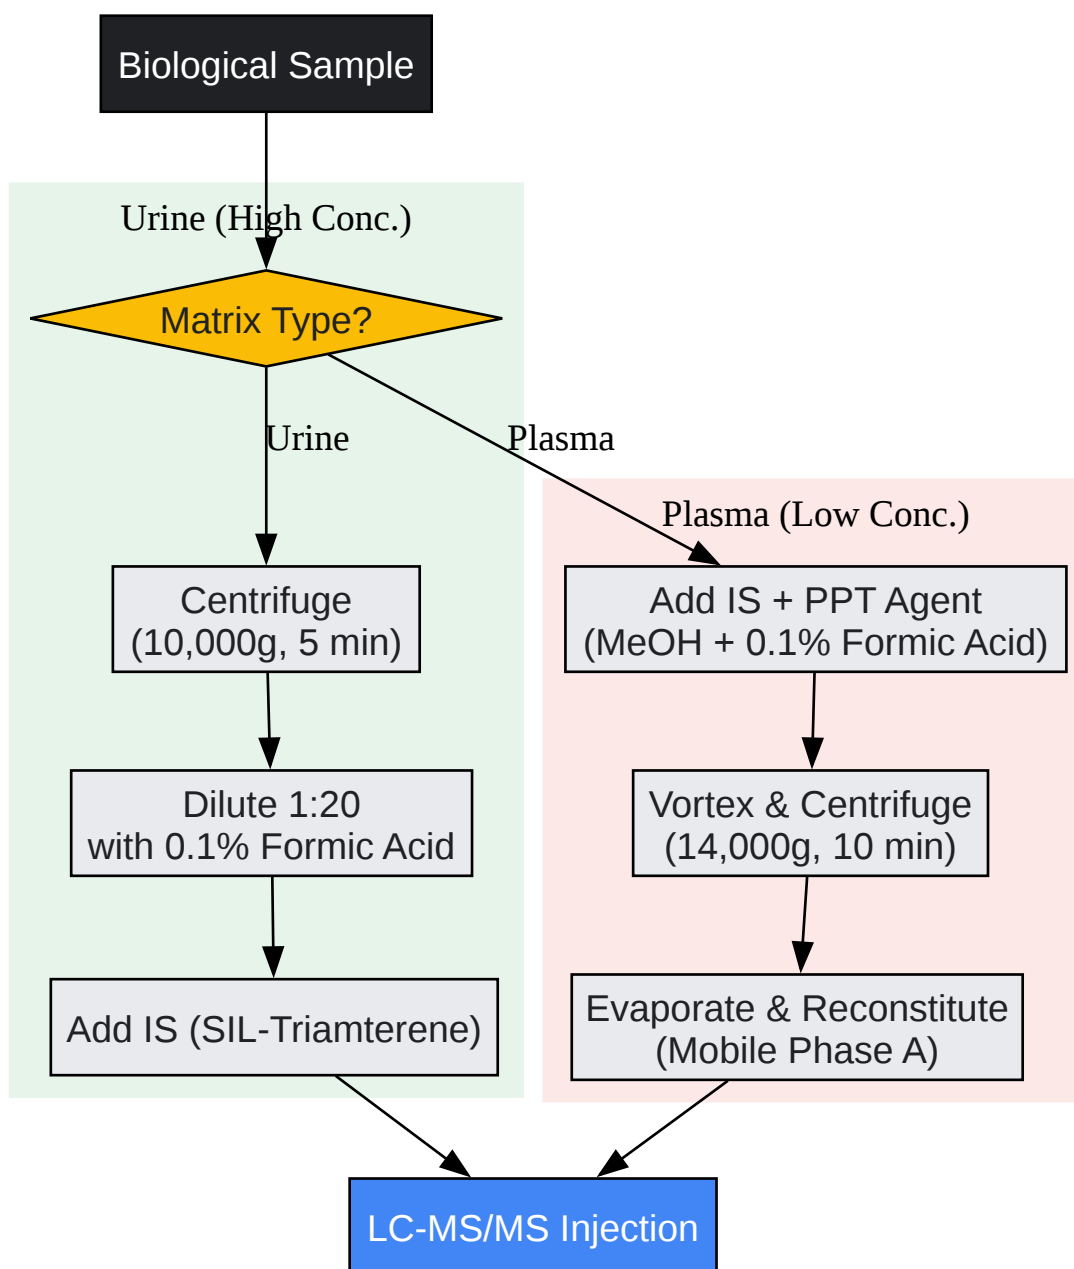 Biological Sample
Urine (High Conc.)
Matrix Type?
Urine
Plasma
Plasma (Low Conc.)
Centrifuge
(10,000g, 5 min)
Add IS + PPT Agent
(MeOH + 0.1% Formic Acid)
Dilute 1:20
with 0.1% Formic Acid
Vortex & Centrifuge
(14,000g, 10 min)
Add IS (SIL-Triamterene)
Evaporate & Reconstitute
(Mobile Phase A)
LC-MS/MS Injection